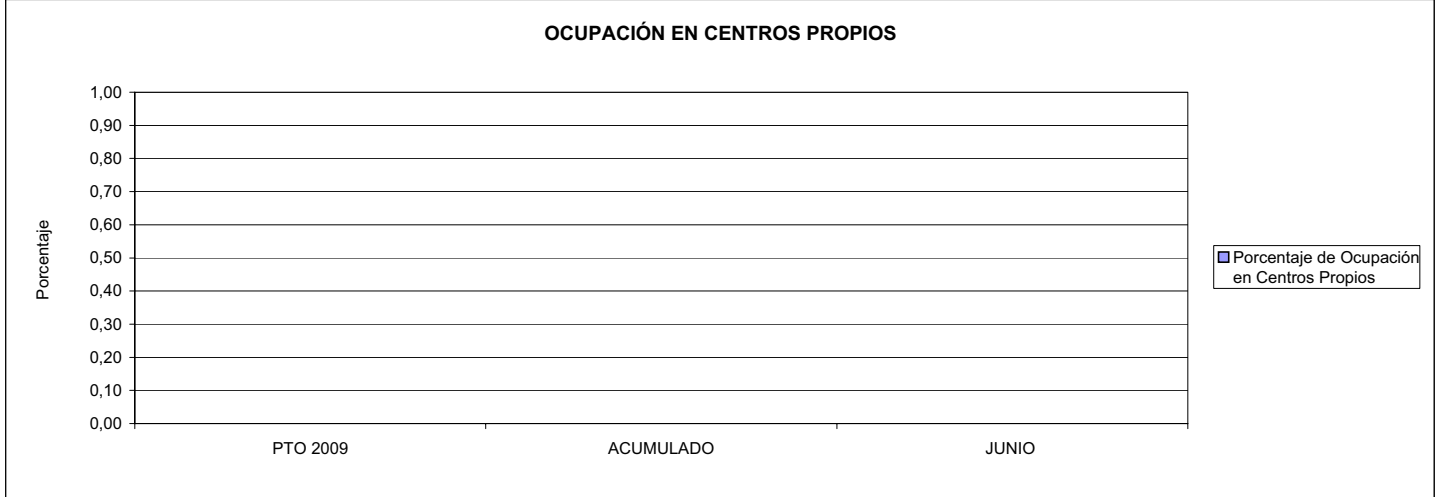 OCUPACIÓN EN CENTROS PROPIOS
1,00
0,90
0,80
0,70
0,60
0,50
0,40
0,30
0,20
0,10
0,00
Porcentaje
PTO 2009
ACUMULADO
JUNIO
Porcentaje de Ocupación
en Centros Propios